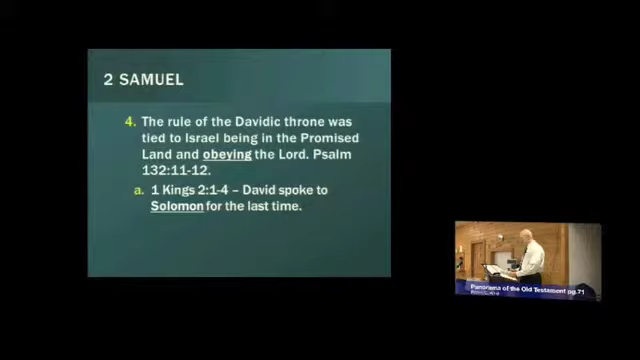 2 SAMUEL
4. The rule of the Davidic throne was
tied to Israel being in the Promised
Land and obeying the Lord. Psalm
132:11-12.
a. 1 Kings 2:1-4 – David spoke to
Solomon for the last time.
Panorama of the Old Testament pg.71